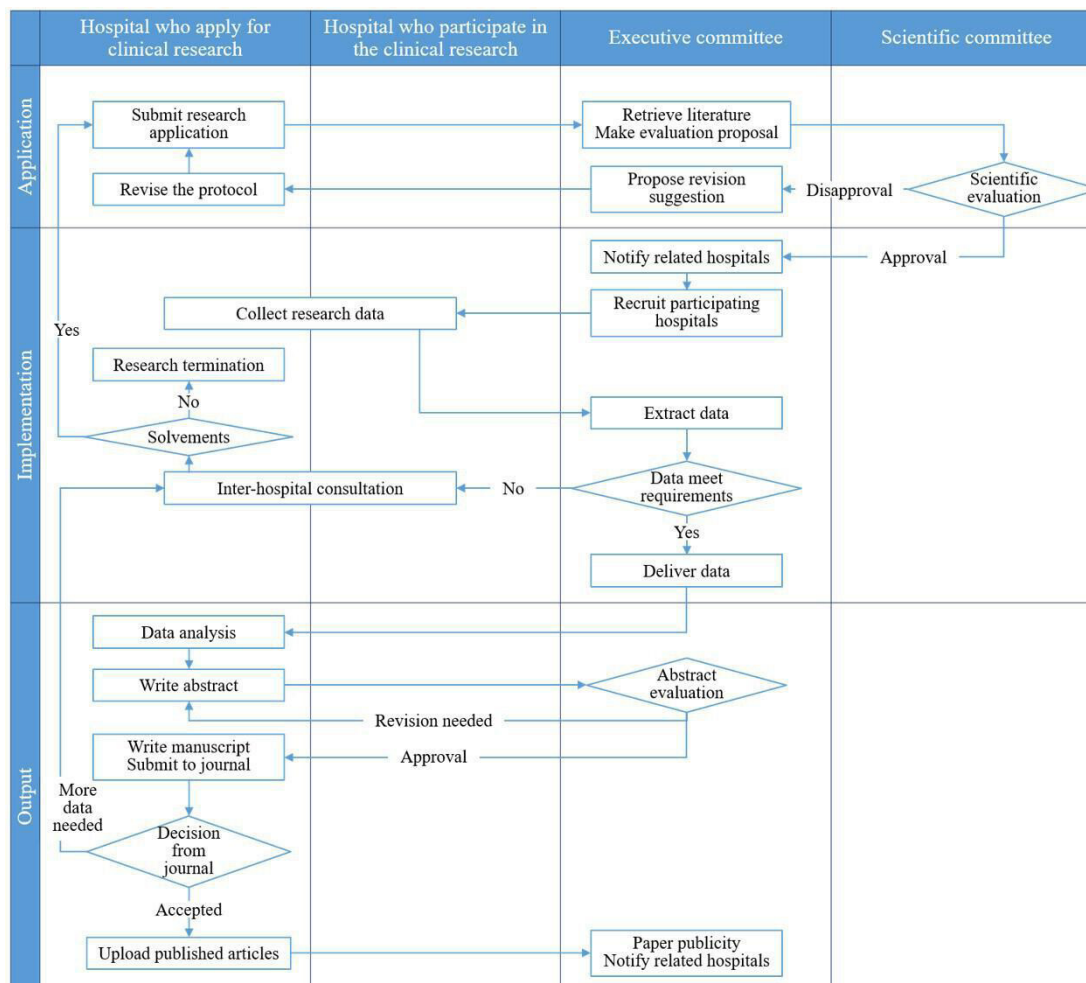 Hospital who apply for
clinical research
Hospital who participate in
the clinical research
Executive committee
Scientific committee
Application
Submit research
application
Retrieve literature
Make evaluation proposal
Revise the protocol
Propose revision
suggestion
Disapproval
Scientific
evaluation
Implementation
Notify related hospitals
Approval
Collect research data
Recruit participating
hospitals
Yes
Research termination
No
Extract data
Solvements
Inter-hospital consultation
No
Data meet
requirements
Yes
Deliver data
Output
Data analysis
Write abstract
Abstract
evaluation
Revision needed
Write manuscript
Submit to journal
Approval
More
data
needed
Decision
from
journal
Accepted
Upload published articles
Paper publicity
Notify related hospitals